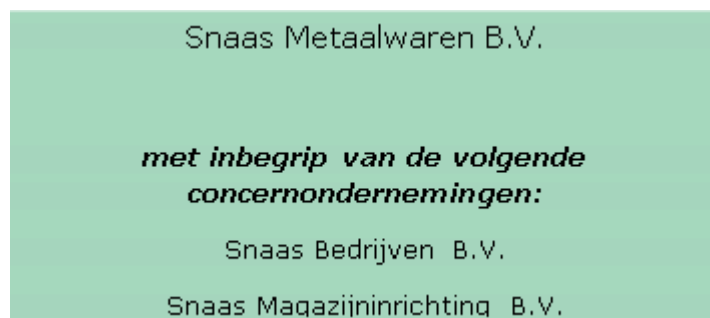 Snaas Metaalwaren B.V.
met inbegrip van de volgende
concernondernemingen:
Snaas Bedrijven B.V.
Snaas Magazijninrichting B.V.